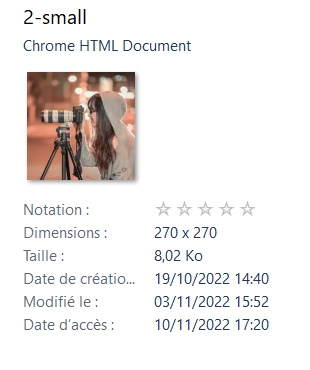 2-small
Chrome HTML Document
Notation :
Dimensions : 270 x 270
Taille : 8,02 Ko
Date de créatio... 19/10/2022 14:40
Modifié le : 03/11/2022 15:52
Date d’accès : 10/11/2022 17:20